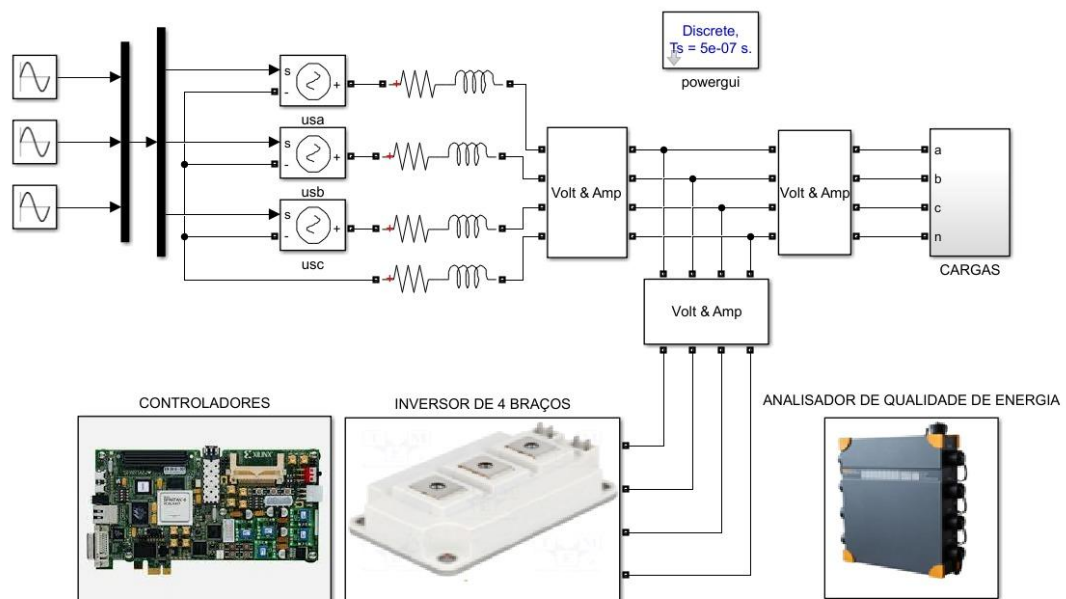 Discrete,
Ts = 5e-07 s.
powergui
s
-
+
usa
s
-
+
usb
s
-
+
usc
Volt & Amp
Volt & Amp
a
b
c
n
CARGAS
Volt & Amp
CONTROLADORES
INVERSOR DE 4 BRAÇOS
ANALISADOR DE QUALIDADE DE ENERGIA
XILINX